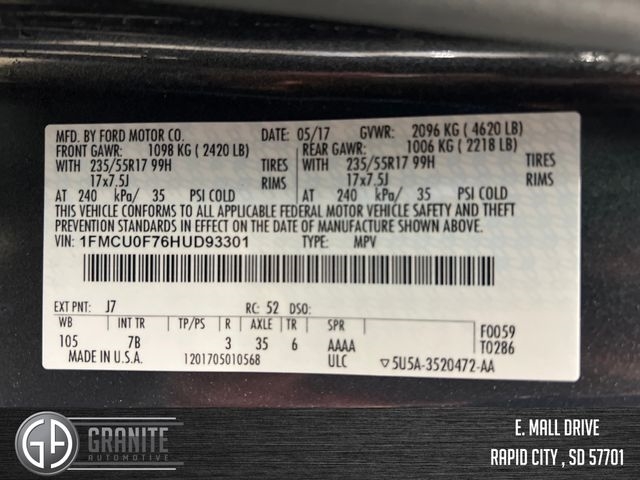 MFD. BY FORD MOTOR CO. DATE: 05/17 GVWR: 2096 KG ( 4620 LB)
FRONT GAWR: 1098 KG ( 2420 LB) REAR GAWR: 1006 KG ( 2218 LB)
WITH 235/55R17 99H TIRES WITH 235/55R17 99H TIRES
17x7.5J RIMS 17x7.5J RIMS
AT 240 kPa/ 35 PSI COLD AT 240 kPa/ 35 PSI COLD
THIS VEHICLE CONFORMS TO ALL APPLICABLE FEDERAL MOTOR VEHICLE SAFETY AND THEFT
PREVENTION STANDARDS IN EFFECT ON THE DATE OF MANUFACTURE SHOWN ABOVE.
VIN: 1FMCU0F76HUD93301 TYPE: MPV
EXT PNT: J7 RC: 52 DSO:
WB INT TR TP/PS R AXLE TR SPR F0059
105 7B 3 35 6 AAAA T0286
MADE IN U.S.A. 1201705010568 ULC ▽5U5A-3520472-AA
GA GRANITE
AUTOMOTIVE
E. MALL DRIVE
RAPID CITY , SD 57701